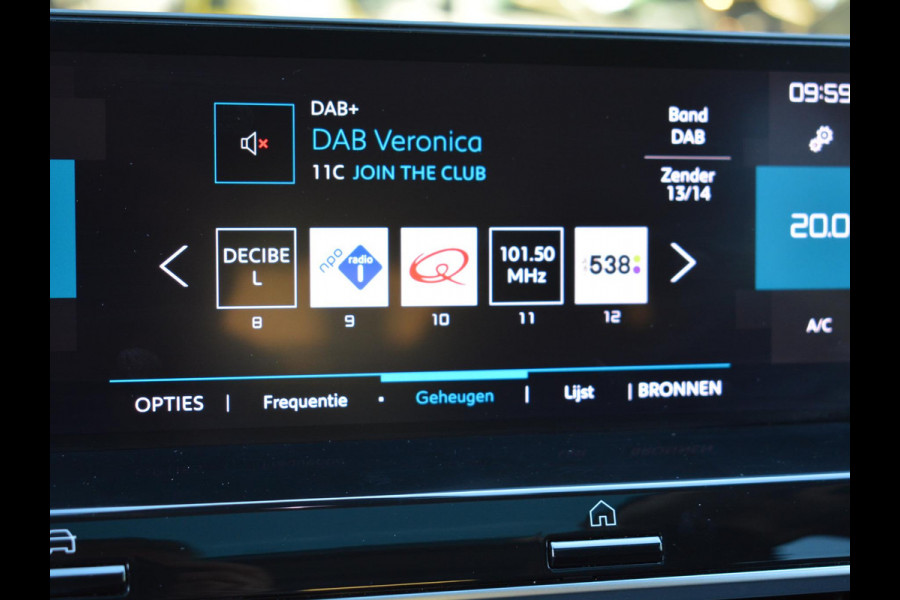 DAB+
DAB Veronica
11C JOIN THE CLUB
Band
DAB
Zender
13/14
09:59
20.0
A/C
DECIBE
L
npo
radio
1
101.50
MHz
538
8
9
10
11
12
OPTIES | Frequentie • Geheugen | Lijst | BRONNEN